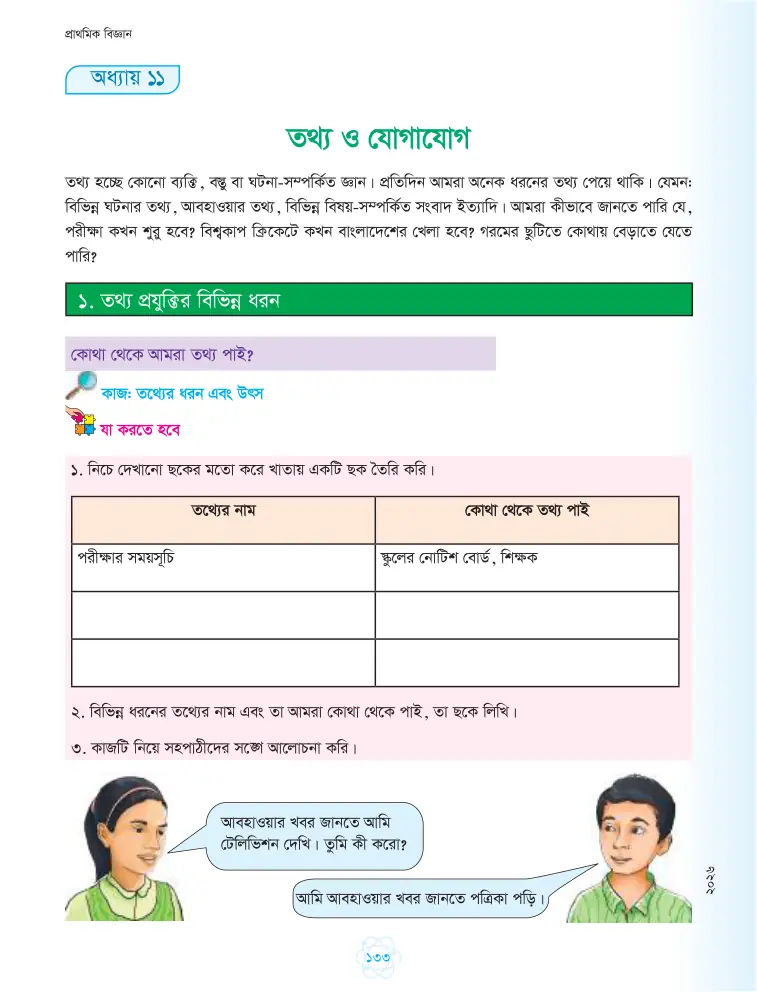 প্রাথমিক বিজ্ঞান
অধ্যায় ১১
তথ্য ও যোগাযোগ
তথ্য হচ্ছে কোনো ব্যক্তি, বস্তু বা ঘটনা-সম্পর্কিত জ্ঞান। প্রতিদিন আমরা অনেক ধরনের তথ্য পেয়ে থাকি। যেমন:
বিভিন্ন ঘটনার তথ্য, আবহাওয়ার তথ্য, বিভিন্ন বিষয়-সম্পর্কিত সংবাদ ইত্যাদি। আমরা কীভাবে জানতে পারি যে,
পরীক্ষা কখন শুরু হবে? বিশ্বকাপ ক্রিকেটে কখন বাংলাদেশের খেলা হবে? গরমের ছুটিতে কোথায় বেড়াতে যেতে
পারি?
১. তথ্য প্রযুক্তির বিভিন্ন ধরন
কোথা থেকে আমরা তথ্য পাই?
কাজ: তথ্যের ধরন এবং উৎস
যা করতে হবে
১. নিচে দেখানো ছকের মতো করে খাতায় একটি ছক তৈরি করি।
তথ্যের নাম
কোথা থেকে তথ্য পাই
পরীক্ষার সময়সূচি
স্কুলের নোটিশ বোর্ড, শিক্ষক
২. বিভিন্ন ধরনের তথ্যের নাম এবং তা আমরা কোথা থেকে পাই, তা ছকে লিখি।
৩. কাজটি নিয়ে সহপাঠীদের সঙ্গে আলোচনা করি।
আবহাওয়ার খবর জানতে আমি
টেলিভিশন দেখি। তুমি কী করো?
আমি আবহাওয়ার খবর জানতে পত্রিকা পড়ি।
২০২৬
১৩৩